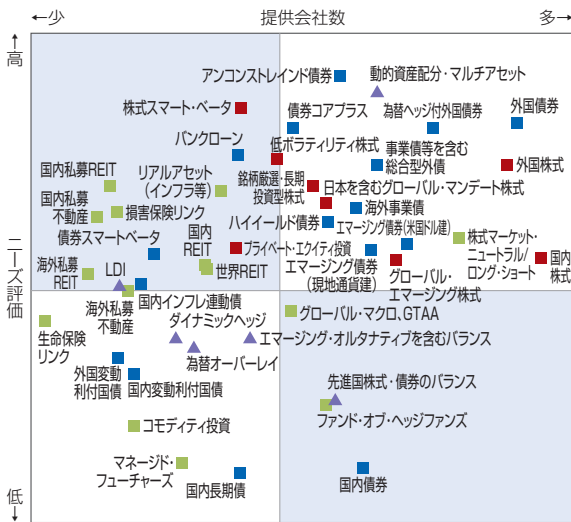 ←少 提供会社数 多→
↑高
ニーズ評価
低↓
アンコンストレインド債券
動的資産配分・マルチアセット
株式スマート・ベータ
債券コアプラス
為替ヘッジ付外国債券
外国債券
バンクローン
低ボラティリティ株式
事業債等を含む
総合型外債
外国株式
国内私募REIT
リアルアセット
(インフラ等)
銘柄厳選・長期
投資型株式
日本を含むグローバル・マンデート株式
国内私募
不動産
損害保険リンク
ハイイールド債券
海外事業債
債券スマートベータ
国内
REIT
プライベート・エクイティ投資
エマージング債券(米国ドル建)
エマージング債券
(現地通貨建)
株式マーケット・
ニュートラル/
ロング・ショート
国内
株式
海外私募
REIT
LDI
世界REIT
グローバル・
エマージング株式
海外私募
不動産
国内インフレ連動債
ダイナミックヘッジ
グローバル・マクロ、GTAA
生命保険
リンク
エマージング・オルタナティブを含むバランス
為替オーバーレイ
外国変動
利付国債
国内変動利付国債
先進国株式・債券のバランス
ファンド・オブ・ヘッジファンズ
コモディティ投資
マネージド・
フューチャーズ
国内長期債
国内債券